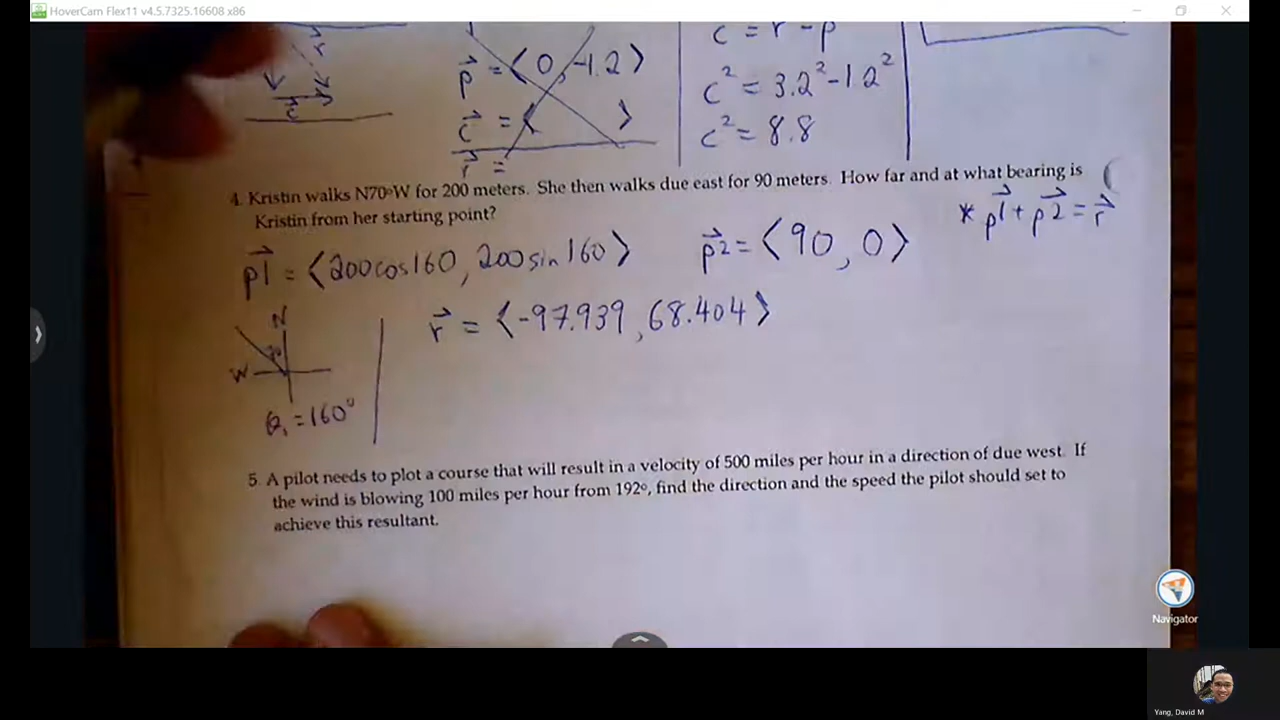 HoverCam Flex11 v4.5.7325.16608 x86
c = r - p
p⃗ = ⟨0, -1.2⟩
c² = 3.2² - 1.2²
c⃗ = ⟨ ⟩
c² = 8.8
r⃗ =
4. Kristin walks N70°W for 200 meters. She then walks due east for 90 meters. How far and at what bearing is
Kristin from her starting point?
* p⃗1 + p⃗2 = r⃗
p⃗1 = ⟨200cos160, 200sin160⟩
p⃗2 = ⟨90, 0⟩
r⃗ = ⟨-97.939, 68.404⟩
N
W
θ₁ = 160°
5. A pilot needs to plot a course that will result in a velocity of 500 miles per hour in a direction of due west. If
the wind is blowing 100 miles per hour from 192°, find the direction and the speed the pilot should set to
achieve this resultant.
Navigator
Yang, David M